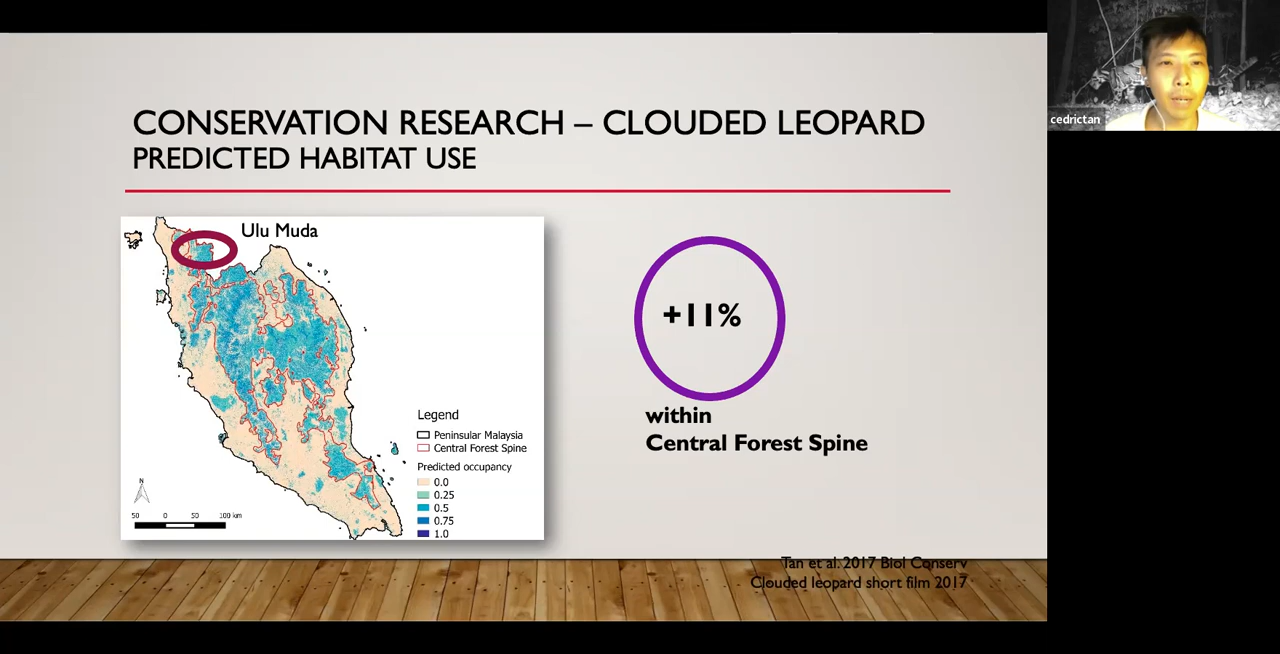 CONSERVATION RESEARCH – CLOUDED LEOPARD
PREDICTED HABITAT USE
cedrictan
Ulu Muda
+11%
within
Central Forest Spine
Legend
Peninsular Malaysia
Central Forest Spine
Predicted occupancy
0.0
0.25
0.5
0.75
1.0
N
50 0 50 100 km
Tan et al. 2017 Biol Conserv
Clouded leopard short film 2017